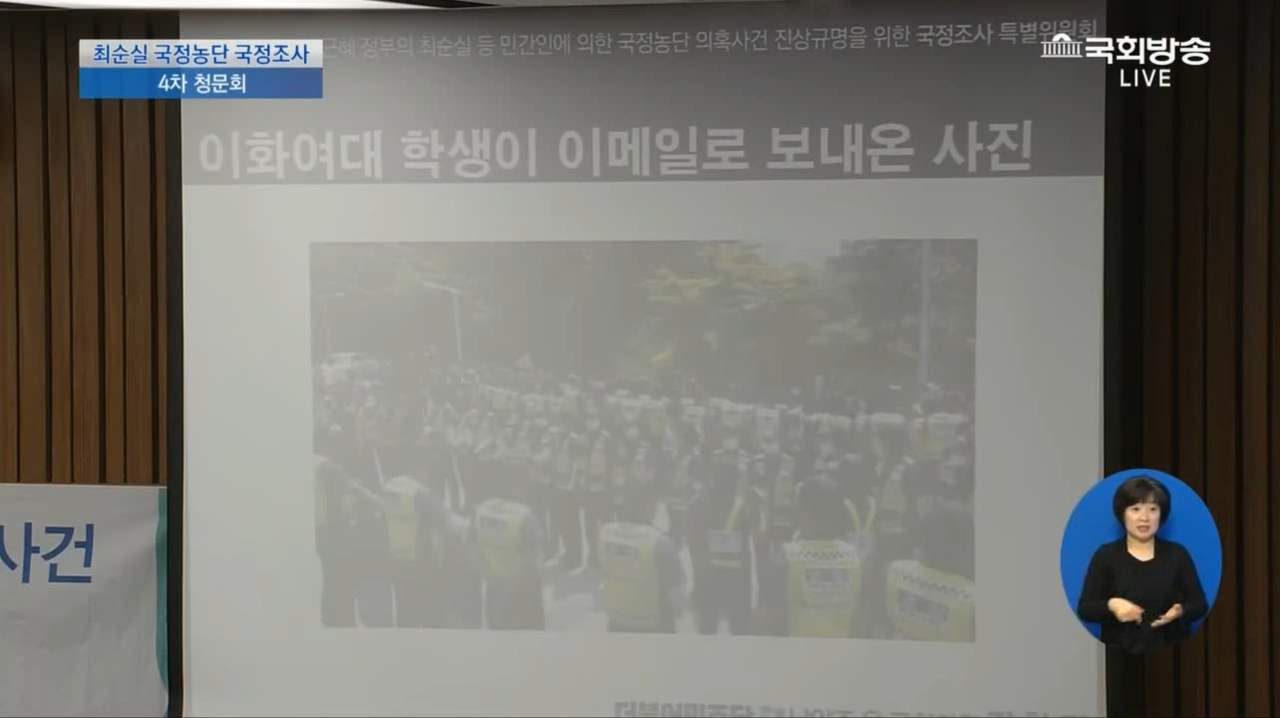 최순실 국정농단 국정조사
4차 청문회
정부의 최순실 등 민간인에 의한 국정농단 의혹사건 진상규명을 위한 국정조사 특별위원회
국회방송
LIVE
이화여대 학생이 이메일로 보내온 사진
사건